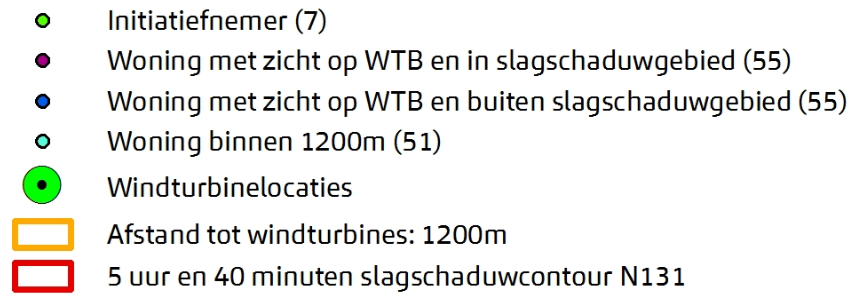 Initiatiefnemer (7)
Woning met zicht op WTB en in slagschaduwgebied (55)
Woning met zicht op WTB en buiten slagschaduwgebied (55)
Woning binnen 1200m (51)
Windturbinelocaties
Afstand tot windturbines: 1200m
5 uur en 40 minuten slagschaduwcontour N131